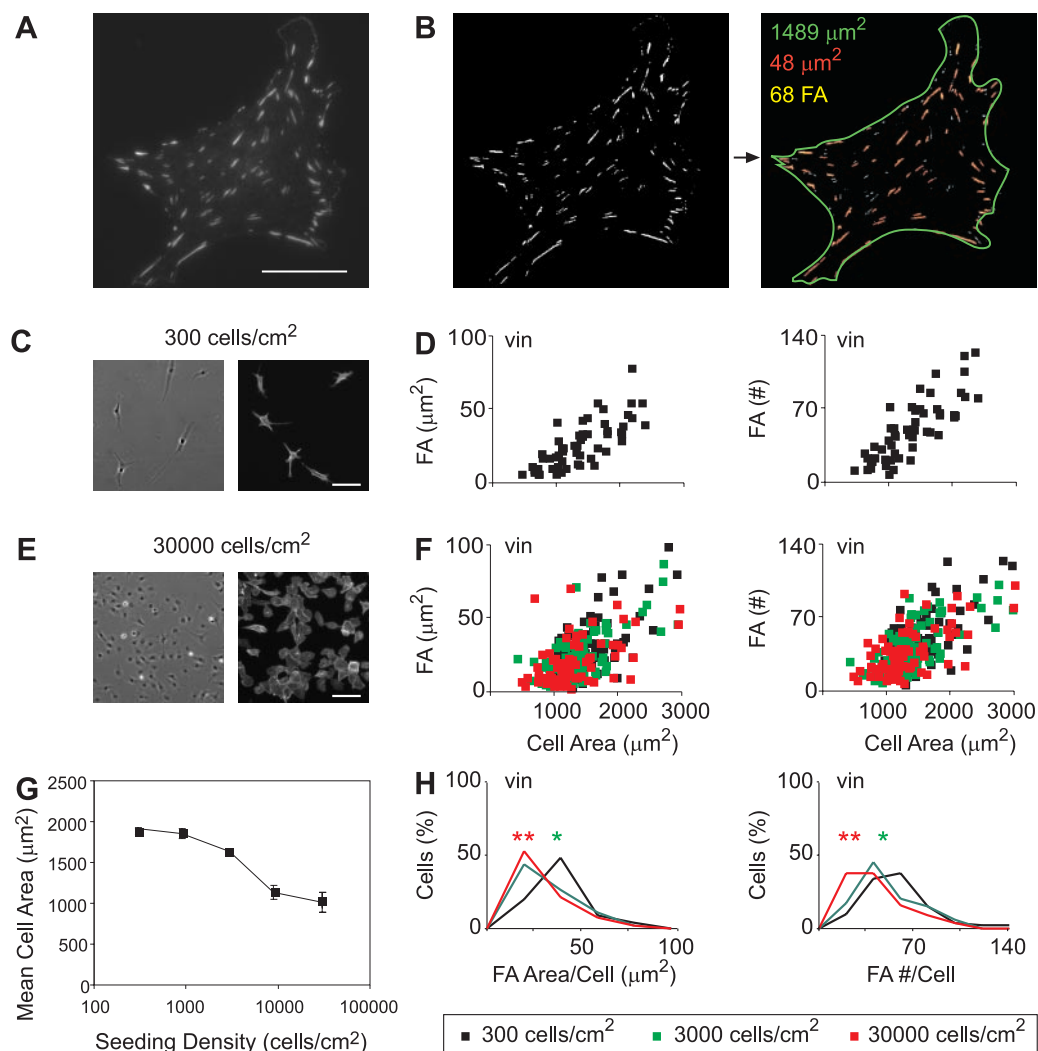 A
B
1489 μm²
48 μm²
68 FA
C
300 cells/cm²
D
vin
100
50
0
FA (μm²)
vin
140
70
0
FA (#)
E
30000 cells/cm²
F
vin
100
50
0
FA (μm²)
1000 2000 3000
Cell Area (μm²)
vin
140
70
0
FA (#)
1000 2000 3000
Cell Area (μm²)
G
2500
2000
1500
1000
500
0
Mean Cell Area (μm²)
100 1000 10000 100000
Seeding Density (cells/cm²)
H
vin
100
50
0
Cells (%)
** *
50 100
FA Area/Cell (μm²)
vin
100
50
0
Cells (%)
** *
70 140
FA #/Cell
300 cells/cm² 3000 cells/cm² 30000 cells/cm²